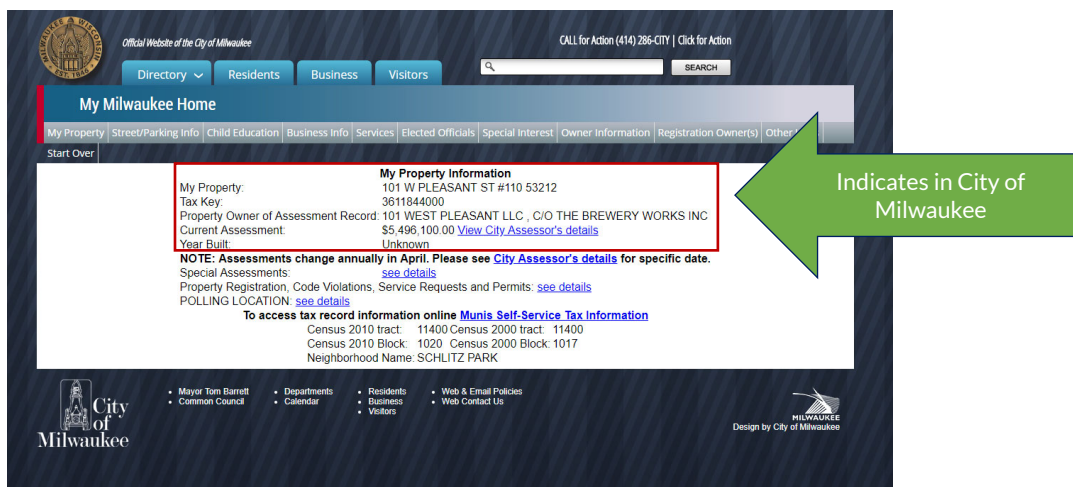 MILWAUKEE WISCONSIN
EST. 1846
Official Website of the City of Milwaukee
CALL for Action (414) 286-CITY | Click for Action
Directory Residents Business Visitors
SEARCH
My Milwaukee Home
My Property Street/Parking Info Child Education Business Info Services Elected Officials Special Interest Owner Information Registration Owner(s) Other
Start Over
My Property Information
My Property: 101 W PLEASANT ST #110 53212
Tax Key: 3611844000
Property Owner of Assessment Record: 101 WEST PLEASANT LLC , C/O THE BREWERY WORKS INC
Current Assessment: $5,496,100.00 View City Assessor's details
Year Built: Unknown
NOTE: Assessments change annually in April. Please see City Assessor's details for specific date.
Special Assessments: see details
Property Registration, Code Violations, Service Requests and Permits: see details
POLLING LOCATION: see details
To access tax record information online Munis Self-Service Tax Information
Census 2010 tract: 11400 Census 2000 tract: 11400
Census 2010 Block: 1020 Census 2000 Block: 1017
Neighborhood Name: SCHLITZ PARK
Indicates in City of
Milwaukee
City
of
Milwaukee
Mayor Tom Barrett
Common Council
Departments
Calendar
Residents
Business
Visitors
Web & Email Policies
Web Contact Us
MILWAUKEE
Design by City of Milwaukee